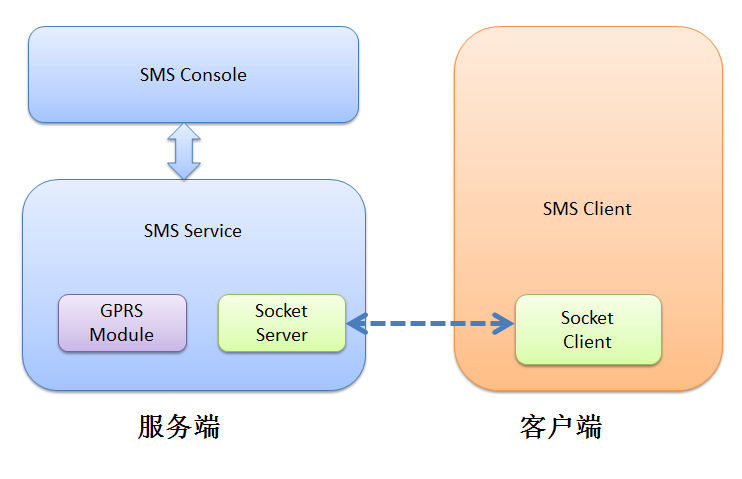 SMS Console
SMS Service
GPRS
Module
Socket
Server
服务端
SMS Client
Socket
Client
客户端